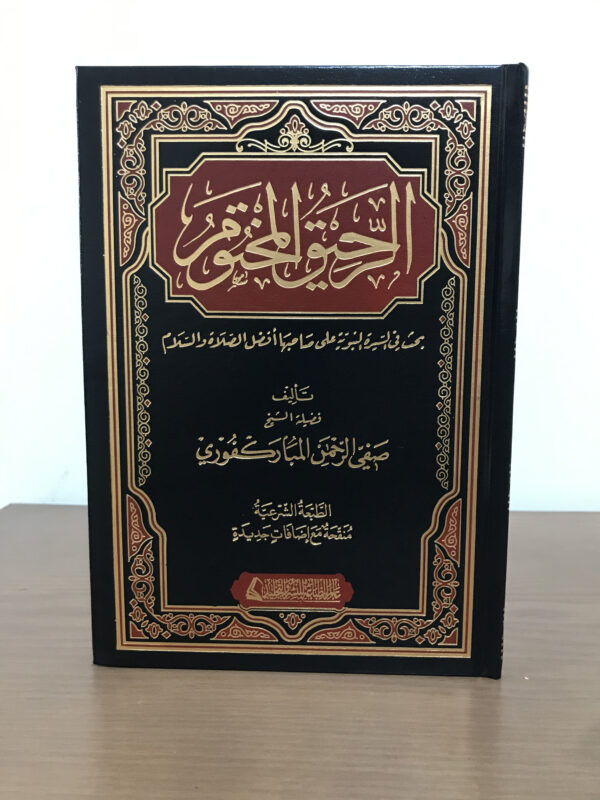 الرحيق المختوم
بحث في السيرة النبوية على صاحبها أفضل الصلاة والسلام
تأليف
فضيلة الشيخ
صفي الرحمن المباركفوري
الطبعة الشرعية
منقحة مع إضافات جديدة